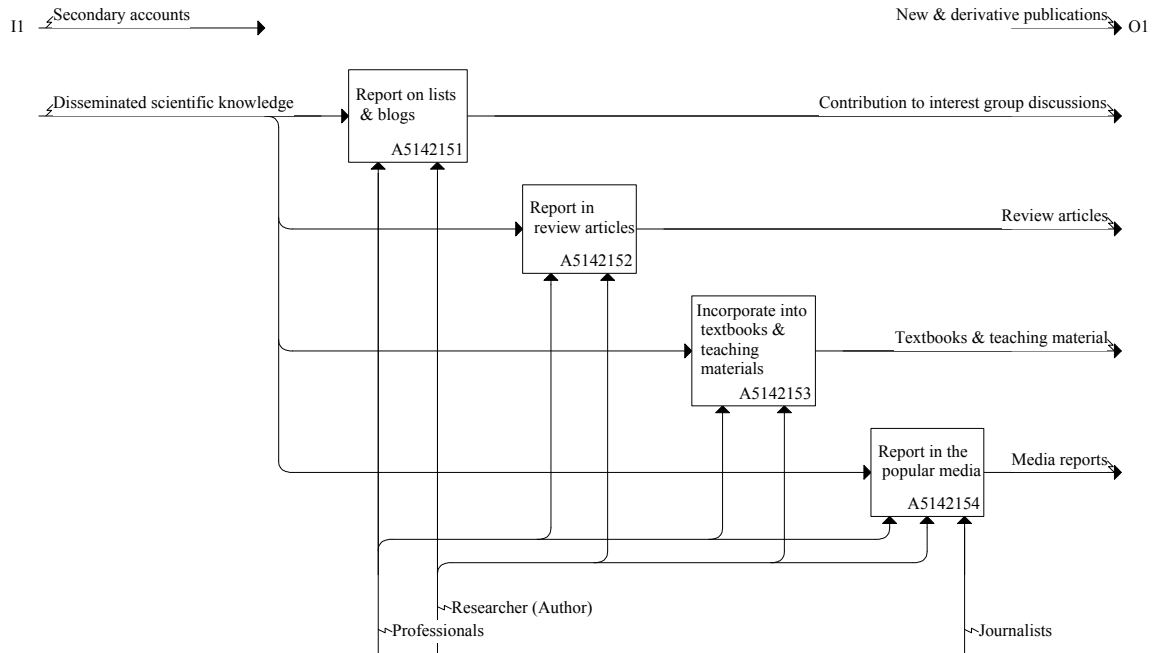 Secondary accounts
New & derivative publications
I1
O1
Report on lists
& blogs
A5142151
Disseminated scientific knowledge
Contribution to interest group discussions
Report in
review articles
A5142152
Review articles
Incorporate into
textbooks &
teaching
materials
A5142153
Textbooks & teaching material
Report in the
popular media
A5142154
Media reports
Researcher (Author)
Professionals
Journalists